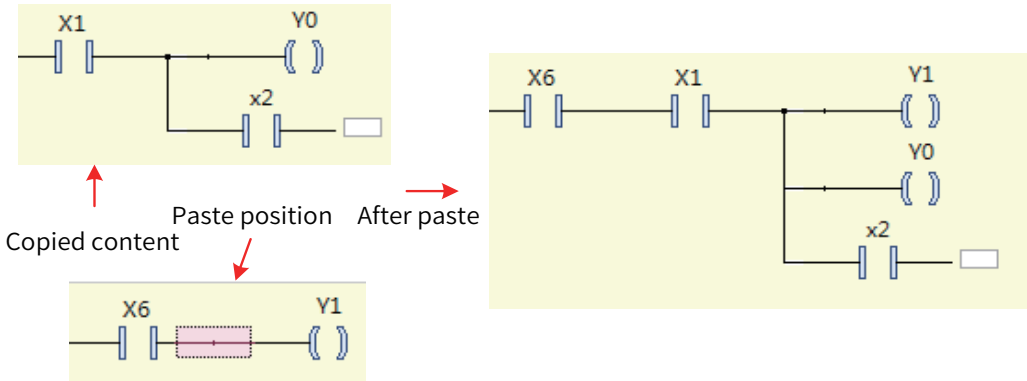 X1
Y0
x2
Copied content
Paste position
After paste
X6
Y1
X6
X1
Y1
Y0
x2